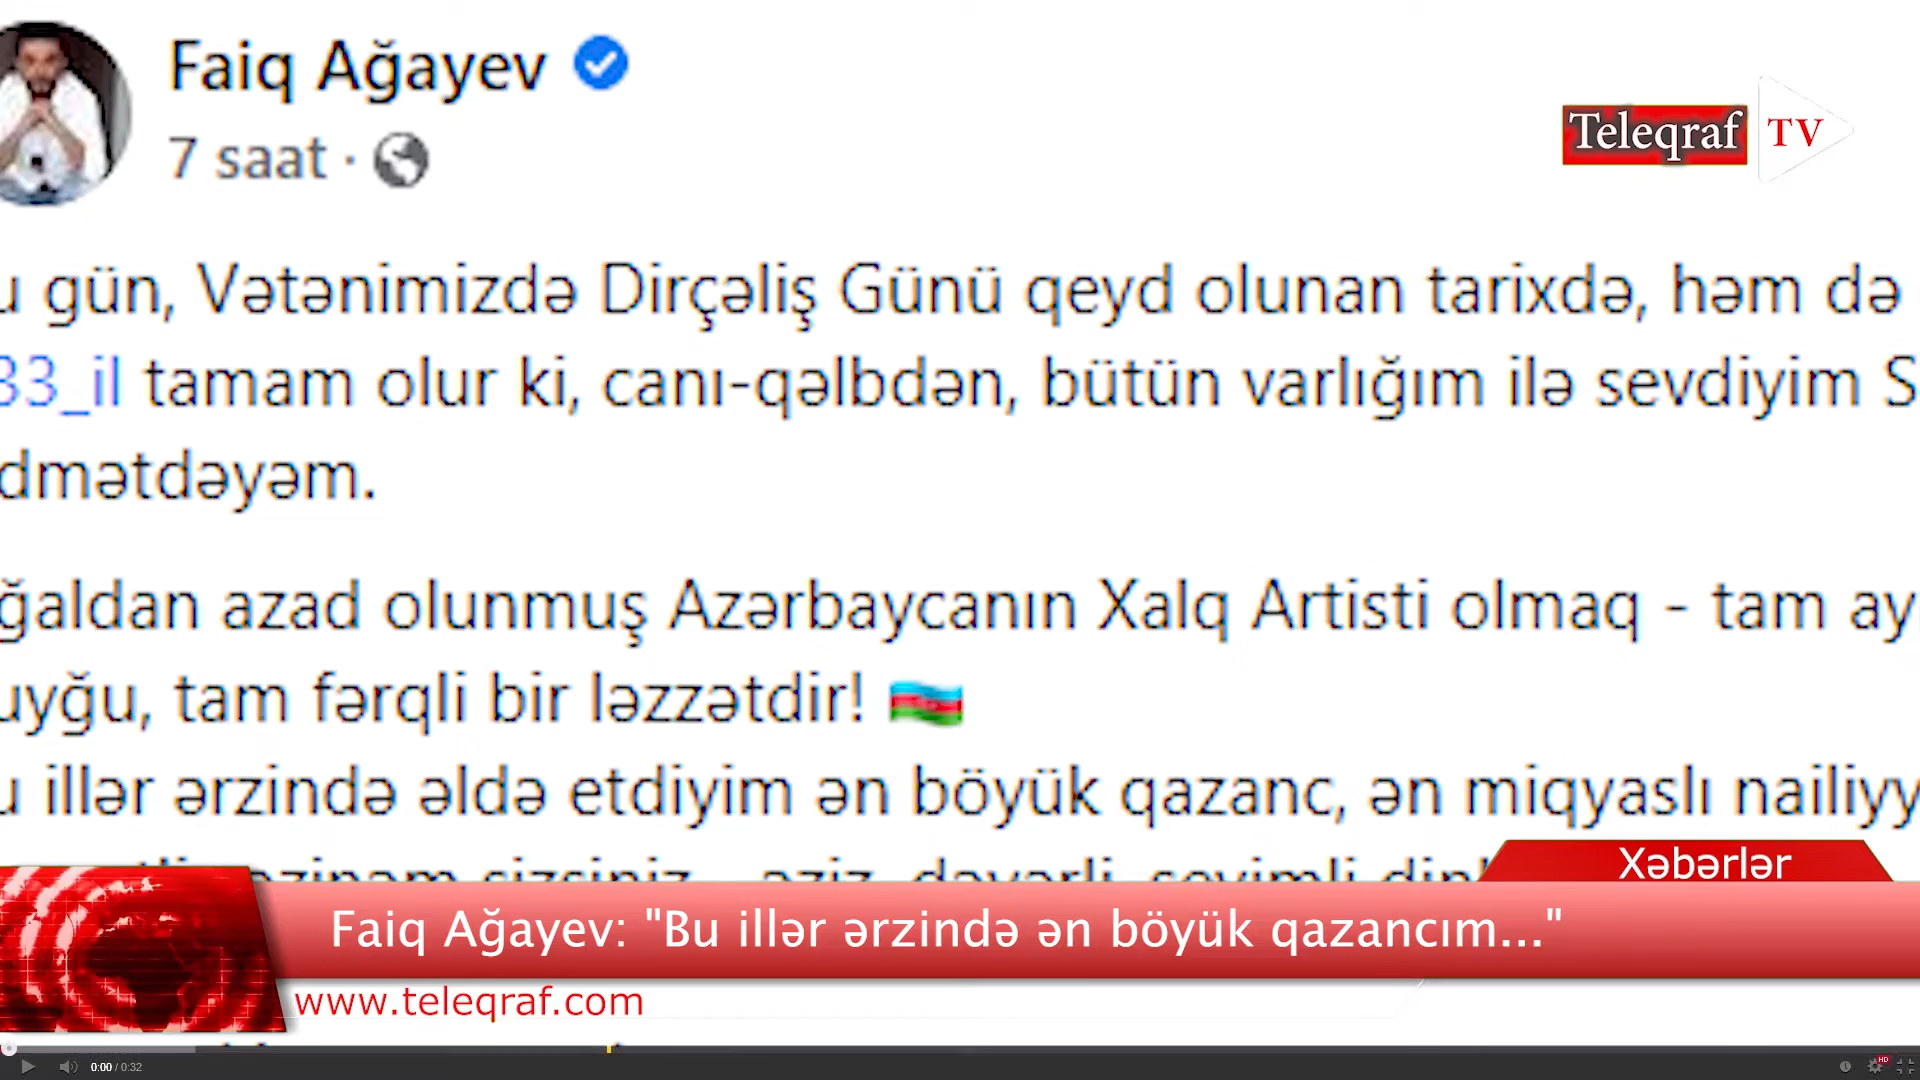 Faiq Ağayev
7 saat ·
Teleqraf TV
gün, Vətənimizdə Dirçəliş Günü qeyd olunan tarixdə, həm də
33_il tamam olur ki, canı-qəlbdən, bütün varlığım ilə sevdiyim S
dmətdəyəm.
ğaldan azad olunmuş Azərbaycanın Xalq Artisti olmaq - tam ay
uyğu, tam fərqli bir ləzzətdir! 🇦🇿
u illər ərzində əldə etdiyim ən böyük qazanc, ən miqyaslı nailiyy
sizsiniz
Xəbərlər
Faiq Ağayev: "Bu illər ərzində ən böyük qazancım..."
www.teleqraf.com
0:00 / 0:32
HD